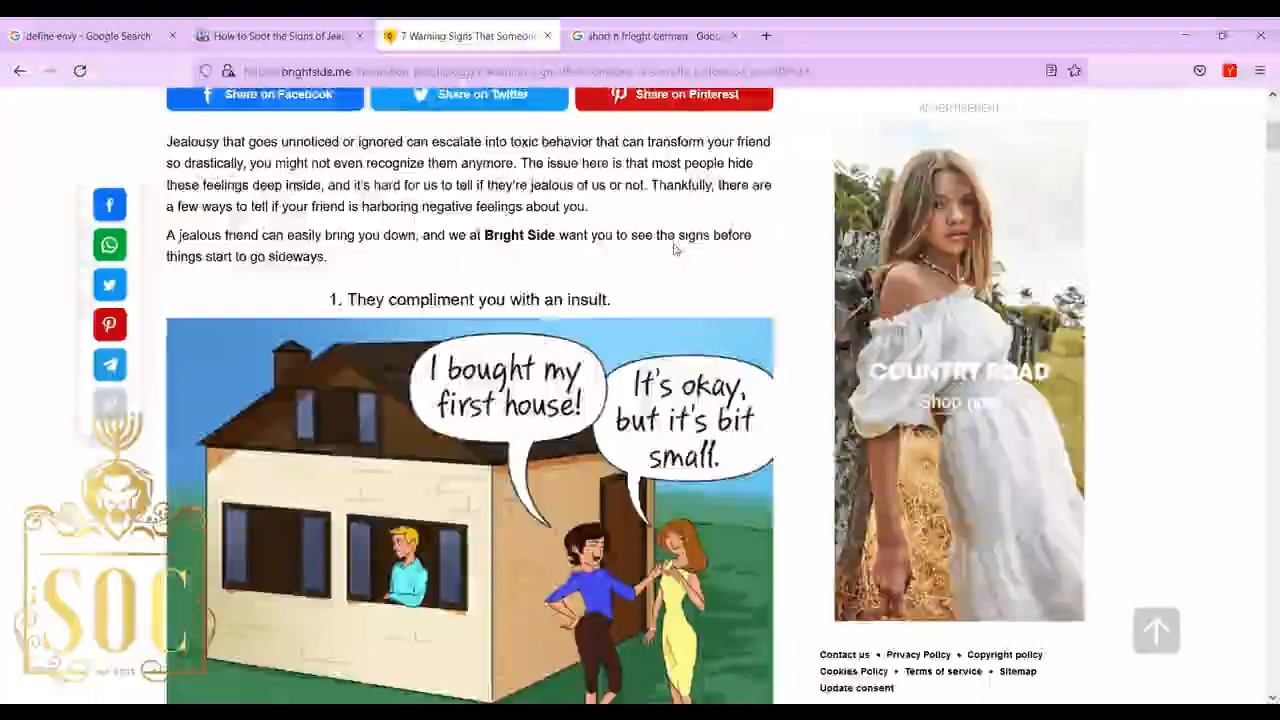 define envy - Google Search
How to Spot the Signs of Jeal
7 Warning Signs That Someone
brightside.me
Share on Facebook
Share on Twitter
Share on Pinterest
ADVERTISEMENT
Jealousy that goes unnoticed or ignored can escalate into toxic behavior that can transform your friend
so drastically, you might not even recognize them anymore. The issue here is that most people hide
these feelings deep inside, and it's hard for us to tell if they're jealous of us or not. Thankfully, there are
a few ways to tell if your friend is harboring negative feelings about you.
A jealous friend can easily bring you down, and we at Bright Side want you to see the signs before
things start to go sideways.
1. They compliment you with an insult.
I bought my
first house!
It's okay,
but it's bit
small.
COUNTRY ROAD
Shop now
SOC
Contact us • Privacy Policy • Copyright policy
Cookies Policy • Terms of service • Sitemap
Update consent